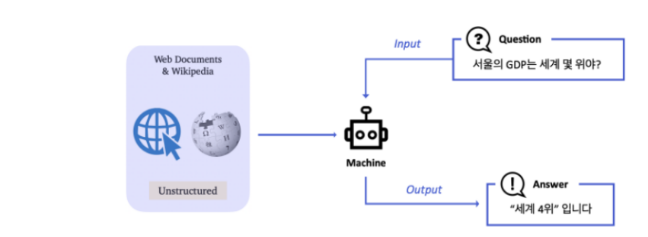 Web Documents
& Wikipedia
Unstructured
Input
Question
서울의 GDP는 세계 몇 위야?
Machine
Output
Answer
“세계 4위” 입니다